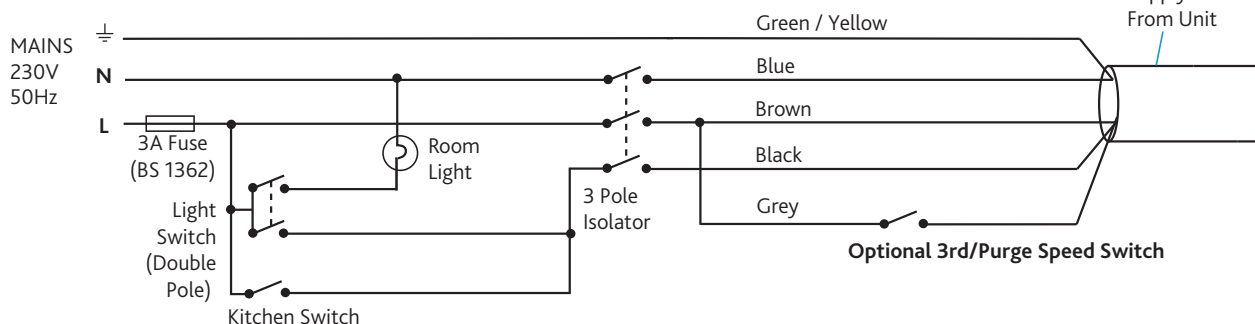 From Unit
Green / Yellow
MAINS
230V
50Hz
N
Blue
L
Brown
3A Fuse
(BS 1362)
Room
Light
Black
3 Pole
Isolator
Light
Switch
(Double
Pole)
Grey
Optional 3rd/Purge Speed Switch
Kitchen Switch